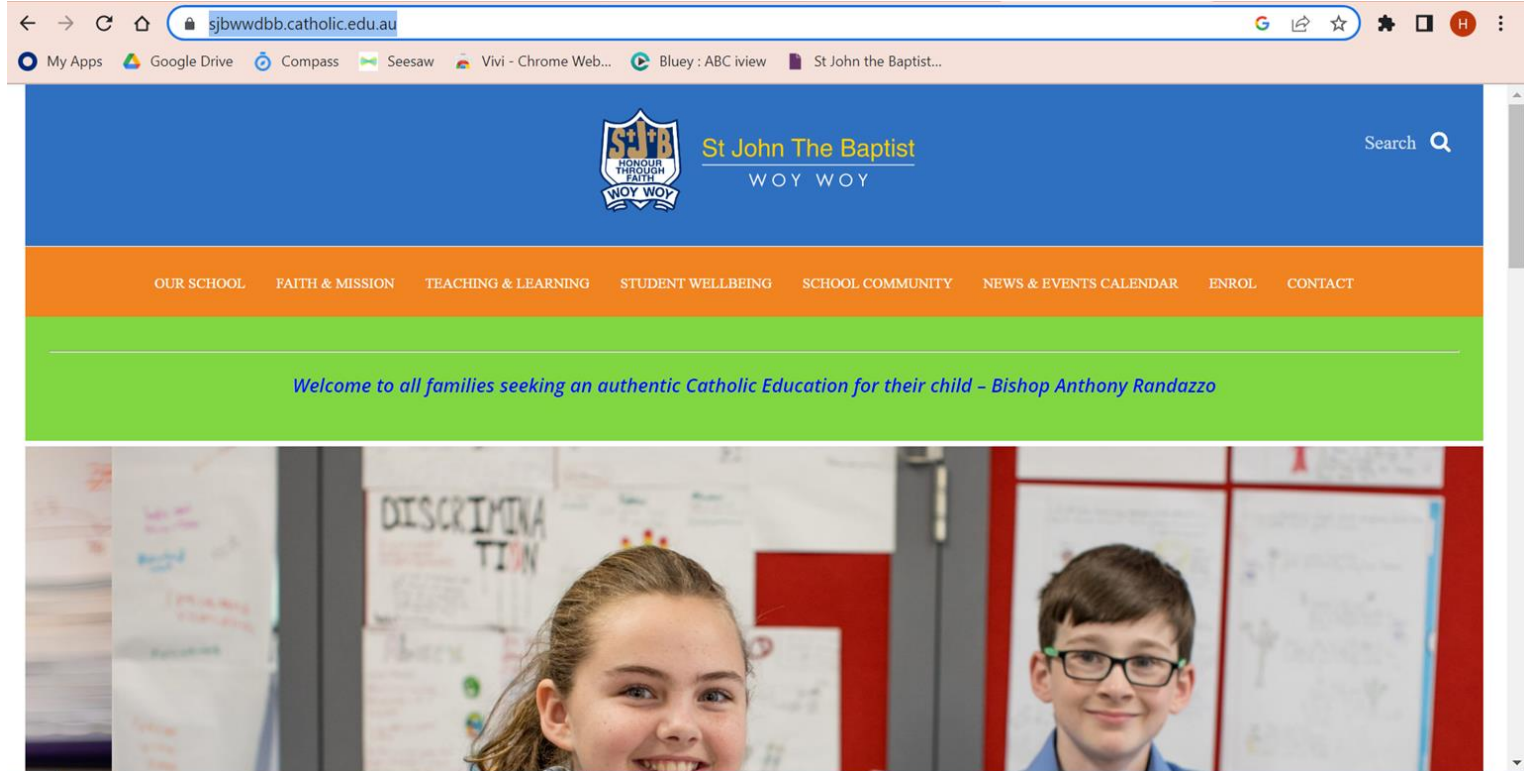 sjbwwdbb.catholic.edu.au
G
H
My Apps Google Drive Compass Seesaw Vivi - Chrome Web... Bluey : ABC iview St John the Baptist...
StJtB
HONOUR
THROUGH
FAITH
WOY WOY
St John The Baptist
WOY WOY
Search
OUR SCHOOL FAITH & MISSION TEACHING & LEARNING STUDENT WELLBEING SCHOOL COMMUNITY NEWS & EVENTS CALENDAR ENROL CONTACT
Welcome to all families seeking an authentic Catholic Education for their child – Bishop Anthony Randazzo
DISCRIMINA
TION